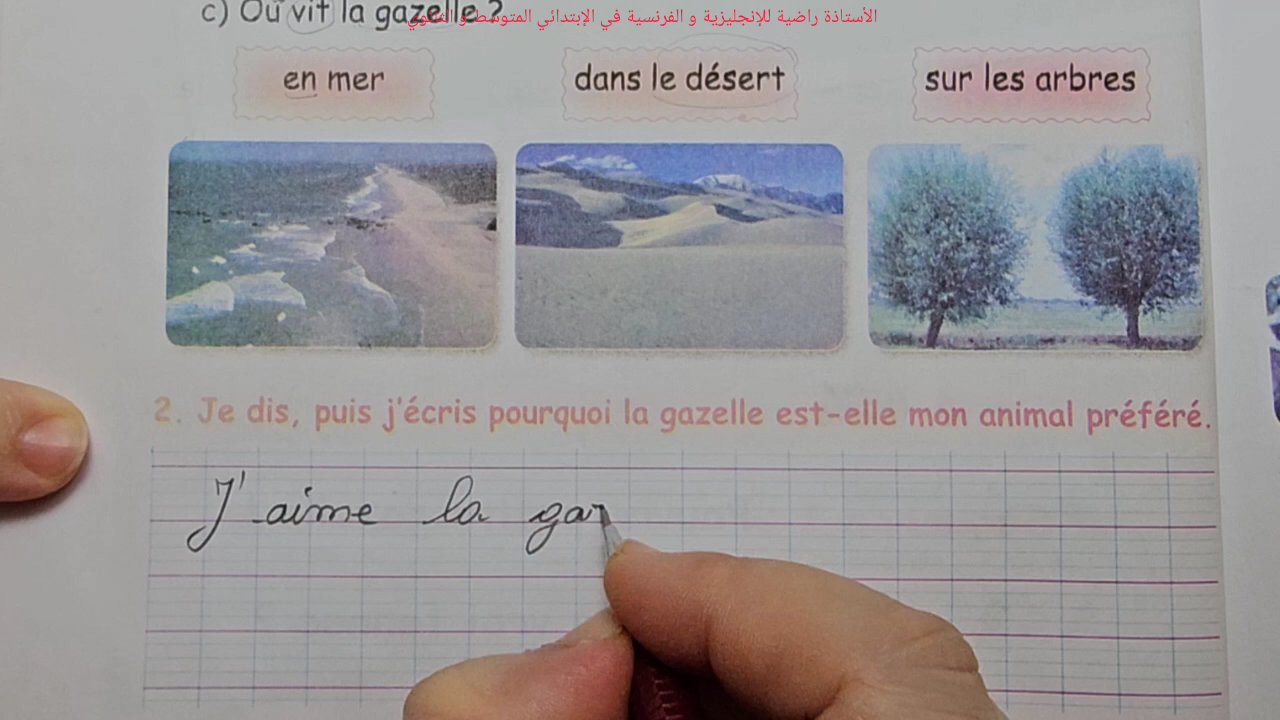 الأستاذة راضية للإنجليزية و الفرنسية في الإبتدائي المتوسط و الثانوي
c) Où vit la gazelle ?
en mer
dans le désert
sur les arbres
2. Je dis, puis j'écris pourquoi la gazelle est-elle mon animal préféré.
J'aime la gaz